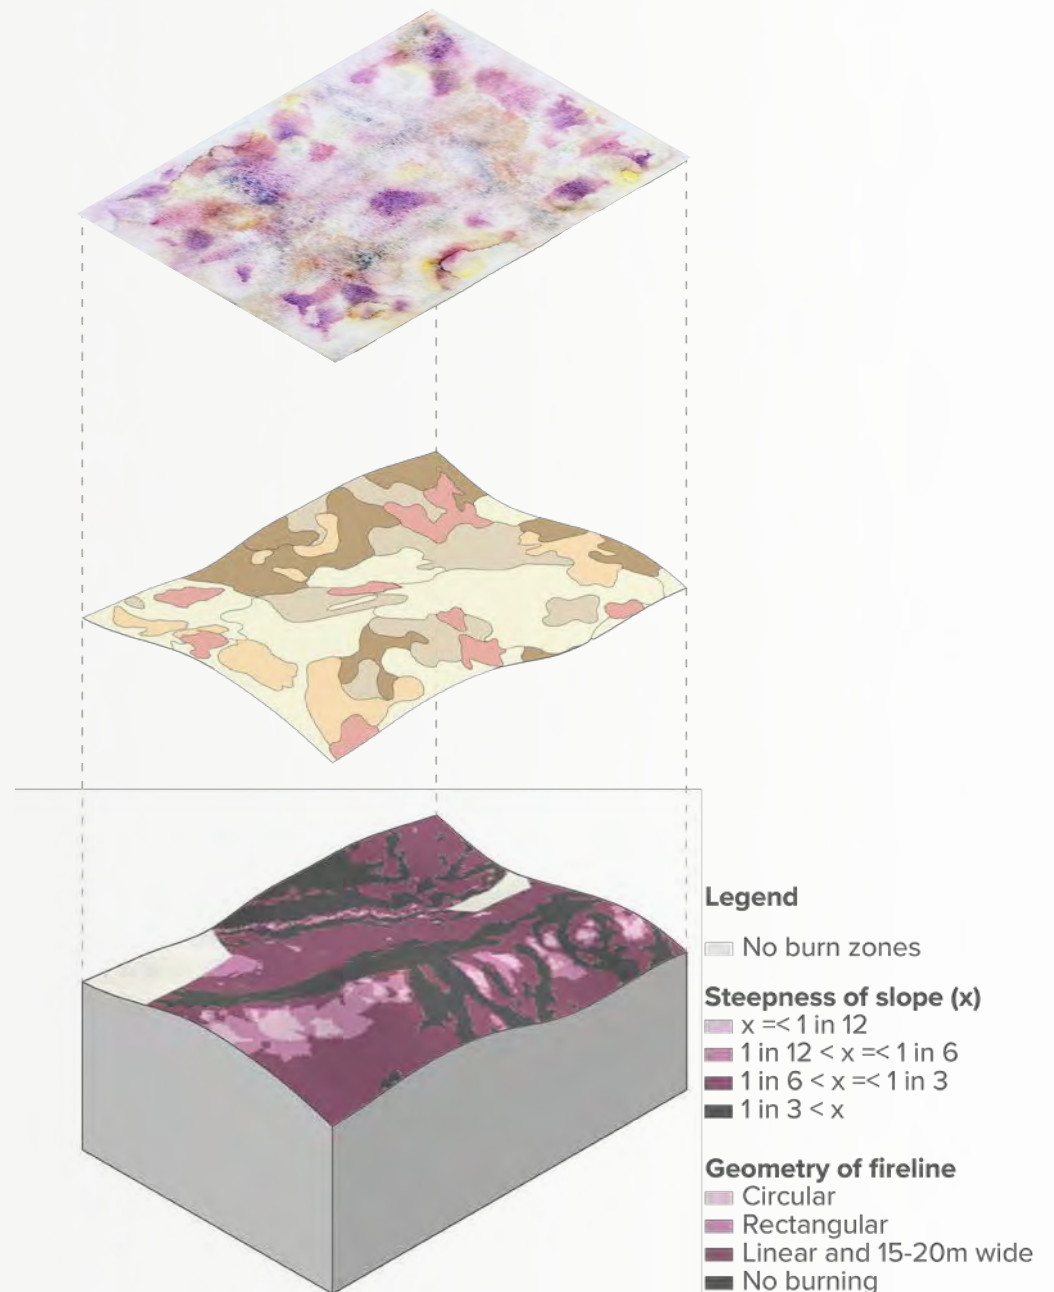 Legend
No burn zones
Steepness of slope (x)
x =< 1 in 12
1 in 12 < x =< 1 in 6
1 in 6 < x =< 1 in 3
1 in 3 < x
Geometry of fireline
Circular
Rectangular
Linear and 15-20m wide
No burning